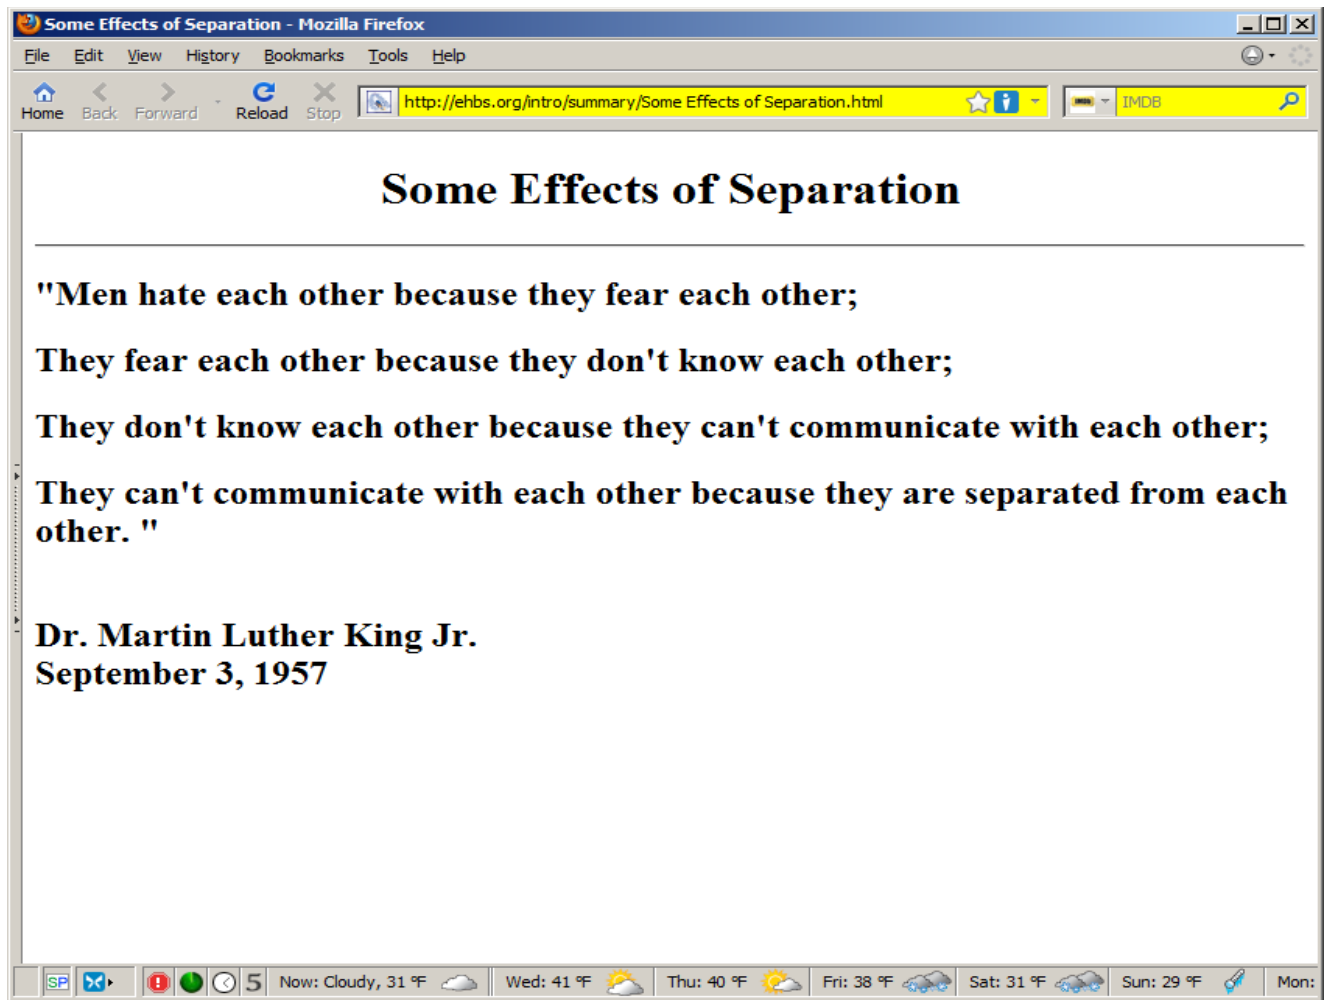 Some Effects of Separation - Mozilla Firefox
File Edit View History Bookmarks Tools Help
Home Back Forward Reload Stop http://ehbs.org/intro/summary/Some Effects of Separation.html IMDB
Some Effects of Separation
"Men hate each other because they fear each other;
They fear each other because they don't know each other;
They don't know each other because they can't communicate with each other;
They can't communicate with each other because they are separated from each
other. "
Dr. Martin Luther King Jr.
September 3, 1957
SP 5 Now: Cloudy, 31 °F Wed: 41 °F Thu: 40 °F Fri: 38 °F Sat: 31 °F Sun: 29 °F Mon: